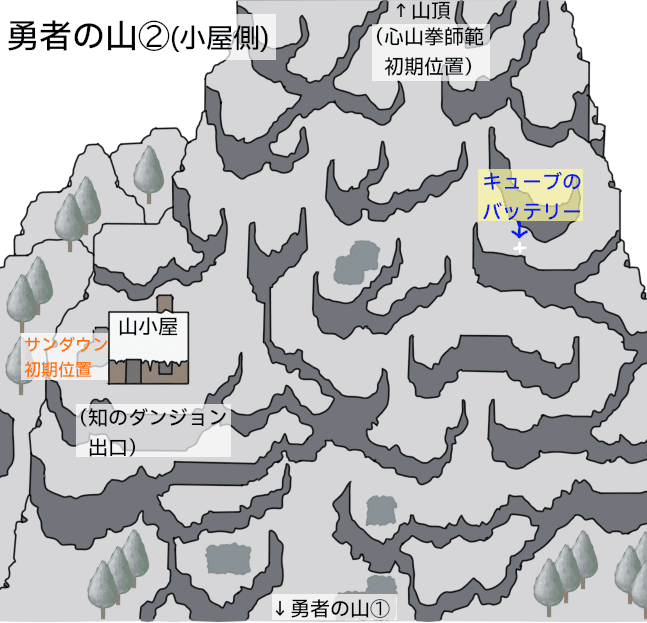 勇者の山②(小屋側)
↑山頂
(心山拳師範
初期位置)
キューブの
バッテリー
↓
山小屋
サンダウン
初期位置
(知のダンジョン
出口)
↓勇者の山①